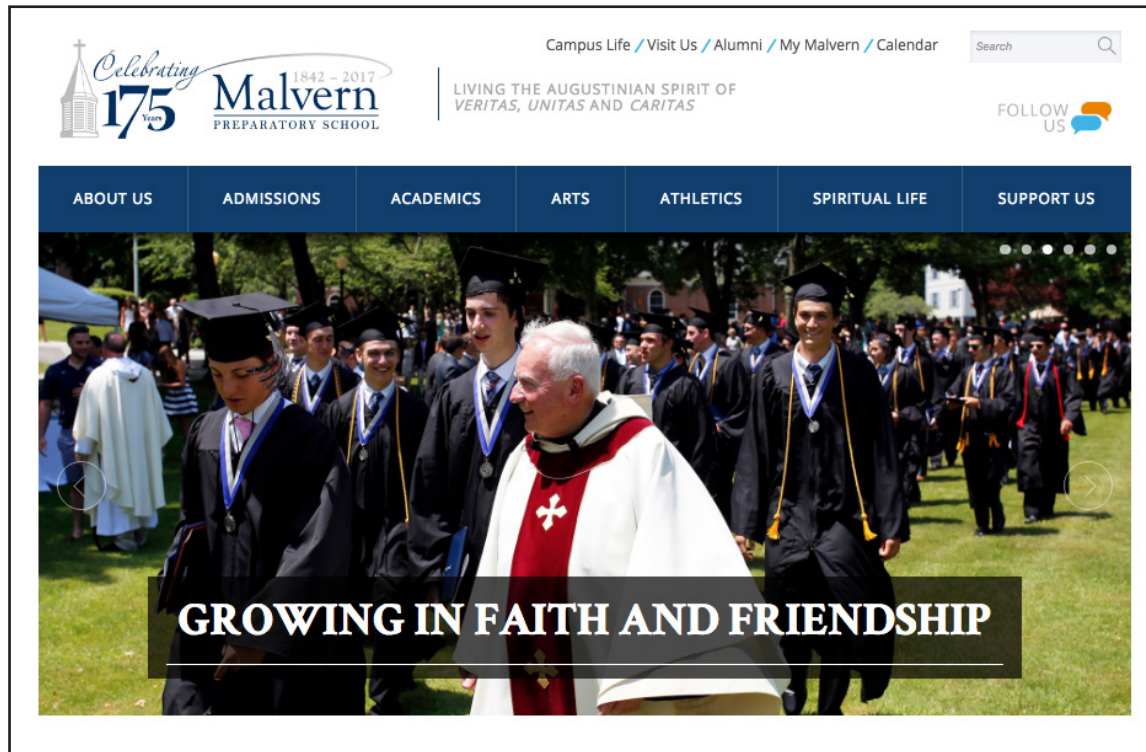 Celebrating
175
Years
1842 – 2017
Malvern
PREPARATORY SCHOOL
LIVING THE AUGUSTINIAN SPIRIT OF
VERITAS, UNITAS AND CARITAS
Campus Life / Visit Us / Alumni / My Malvern / Calendar
Search
FOLLOW
US
ABOUT US ADMISSIONS ACADEMICS ARTS ATHLETICS SPIRITUAL LIFE SUPPORT US
GROWING IN FAITH AND FRIENDSHIP